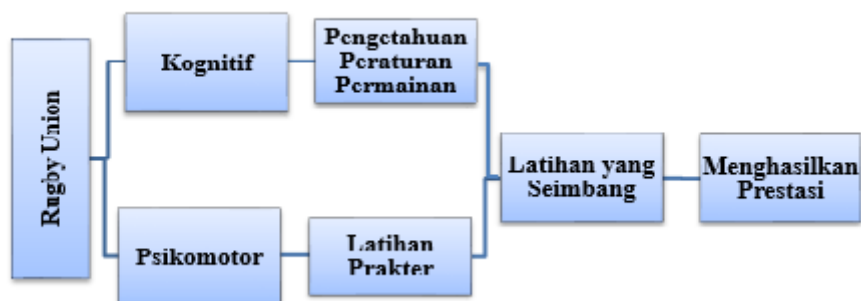 Rugby Union
Kognitif
Pengetahuan
Peraturan
Permainan
Psikomotor
Latihan
Prakter
Latihan yang
Seimbang
Menghasilkan
Prestasi